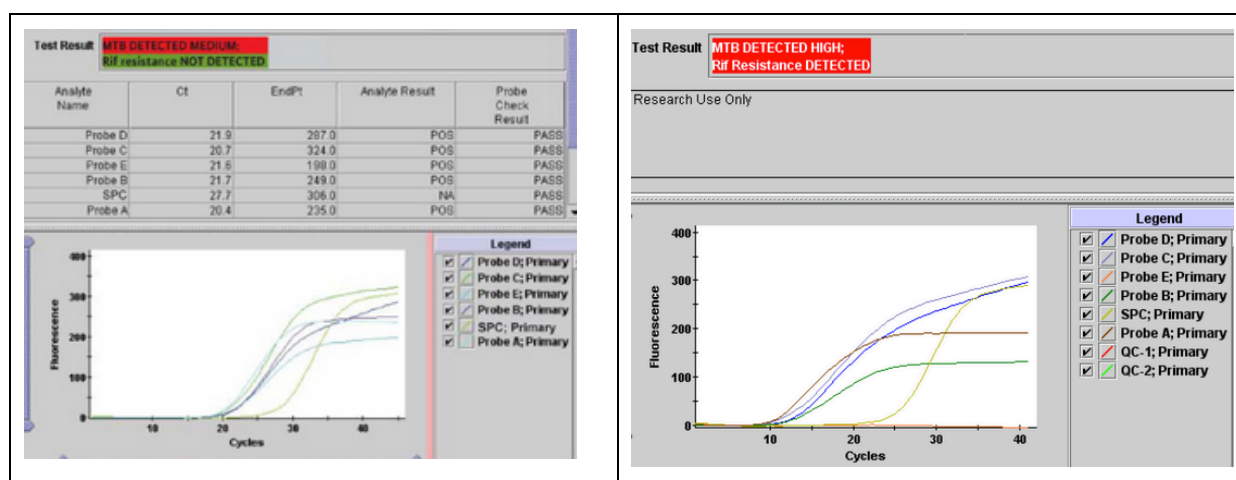 Test Result MTB DETECTED MEDIUM;
Rif resistance NOT DETECTED
Analyte Name Ct EndPt Analyte Result Probe Check Result
Probe D 21.9 287.0 POS PASS
Probe C 20.7 324.0 POS PASS
Probe E 21.6 198.0 POS PASS
Probe B 21.7 249.0 POS PASS
SPC 27.7 306.0 NA PASS
Probe A 20.4 235.0 POS PASS
Fluorescence
400
300
200
100
0
10 20 30 40
Cycles
Legend
Probe D; Primary
Probe C; Primary
Probe E; Primary
Probe B; Primary
SPC; Primary
Probe A; Primary
Test Result MTB DETECTED HIGH;
Rif Resistance DETECTED
Research Use Only
Fluorescence
400
300
200
100
0
10 20 30 40
Cycles
Legend
Probe D; Primary
Probe C; Primary
Probe E; Primary
Probe B; Primary
SPC; Primary
Probe A; Primary
QC-1; Primary
QC-2; Primary